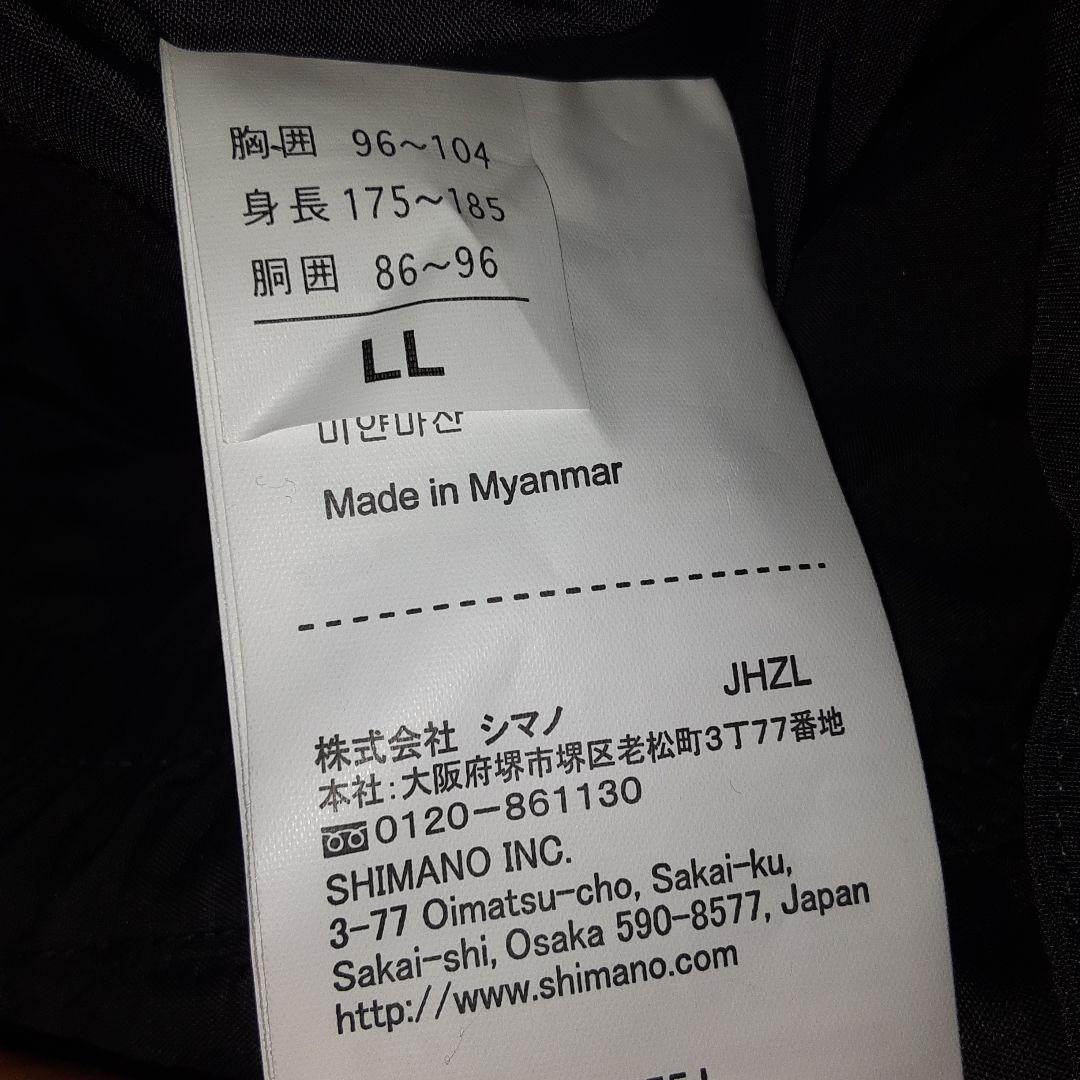 胸囲 96～104
身長 175～185
胴囲 86～96
LL
미얀마산
Made in Myanmar
JHZL
株式会社 シマノ
本社：大阪府堺市堺区老松町3丁77番地
0120-861130
SHIMANO INC.
3-77 Oimatsu-cho, Sakai-ku,
Sakai-shi, Osaka 590-8577, Japan
http://www.shimano.com